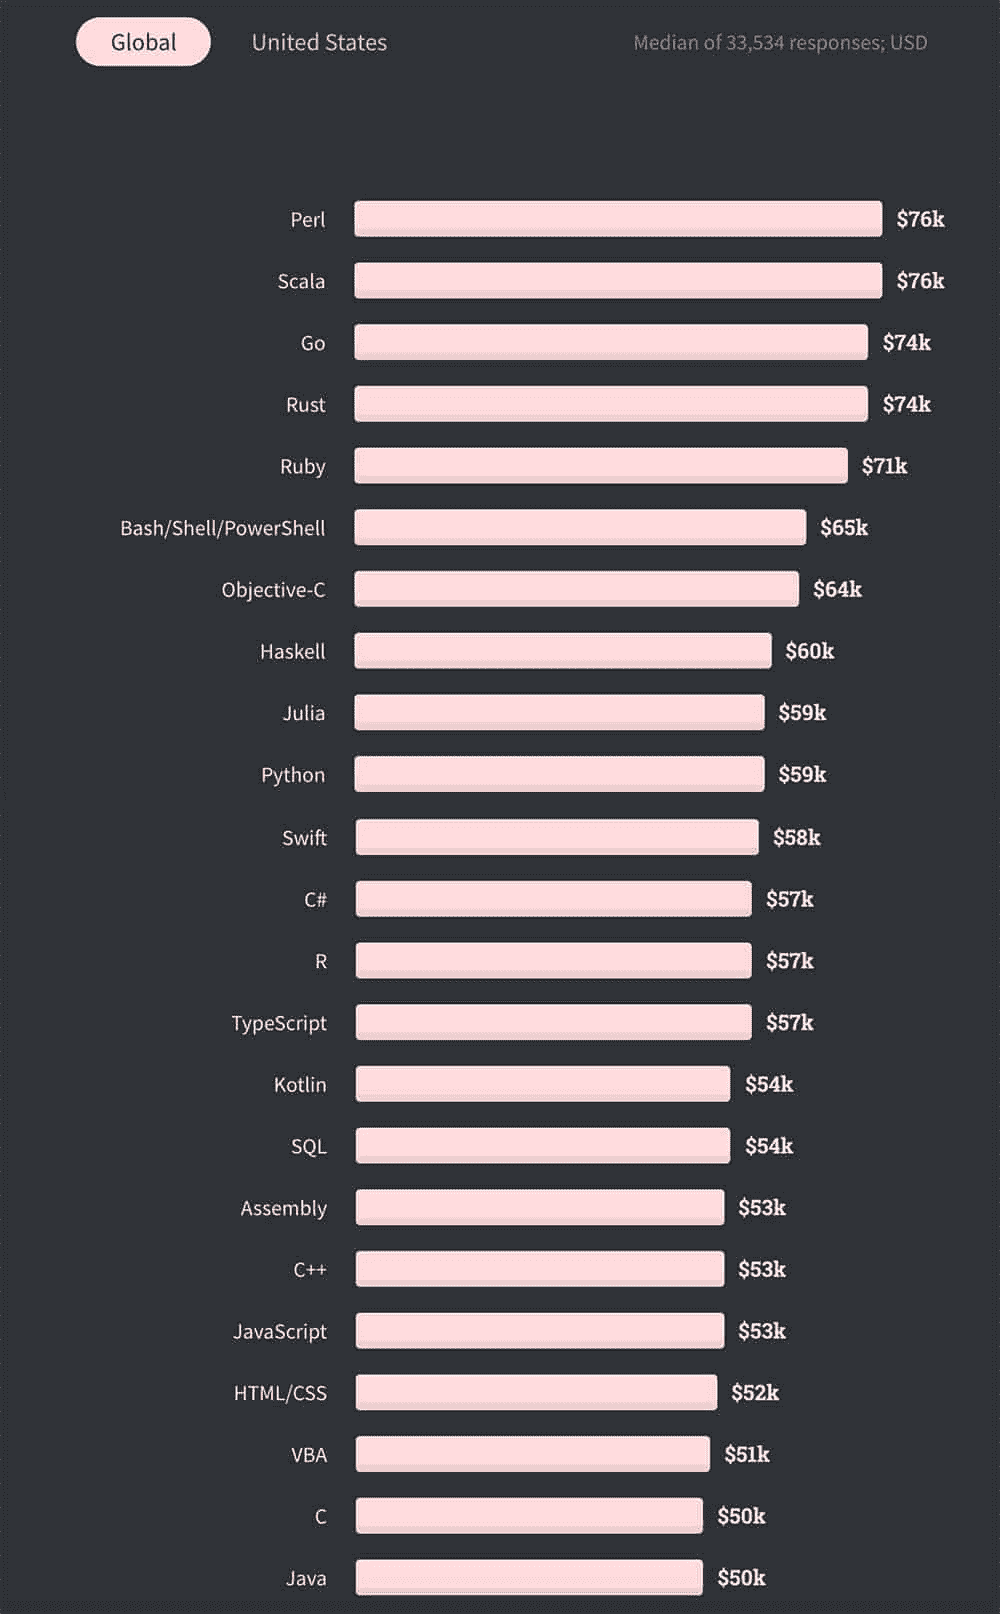 Global United States Median of 33,534 responses; USD
Perl $76k
Scala $76k
Go $74k
Rust $74k
Ruby $71k
Bash/Shell/PowerShell $65k
Objective-C $64k
Haskell $60k
Julia $59k
Python $59k
Swift $58k
C# $57k
R $57k
TypeScript $57k
Kotlin $54k
SQL $54k
Assembly $53k
C++ $53k
JavaScript $53k
HTML/CSS $52k
VBA $51k
C $50k
Java $50k